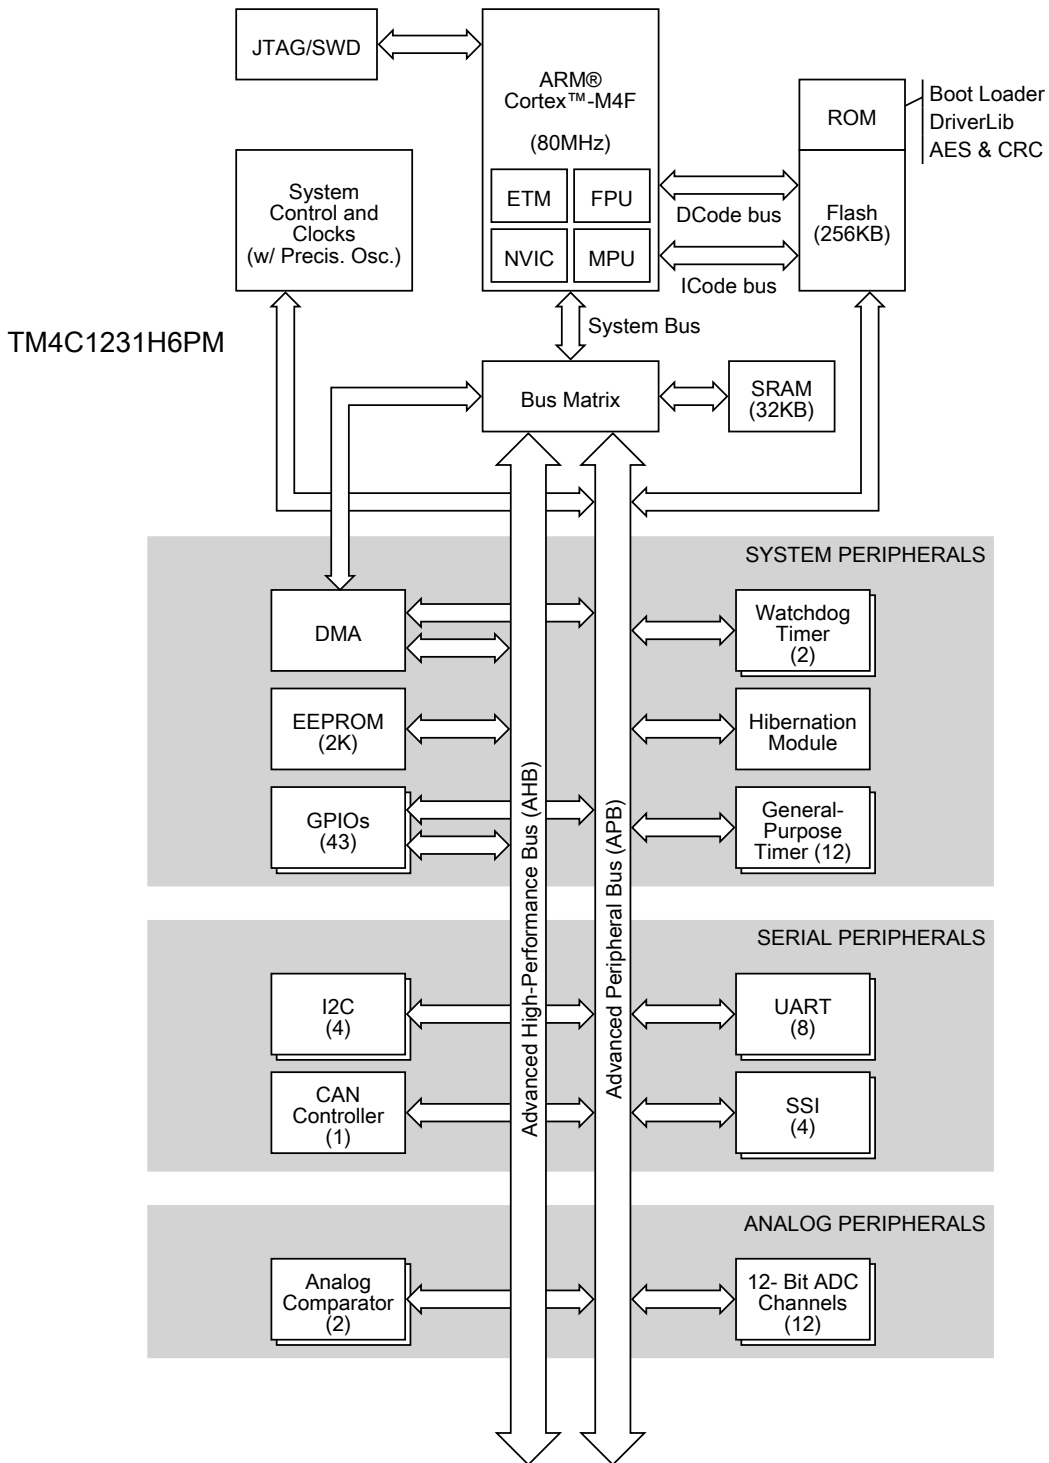 JTAG/SWD
ARM®
Cortex™-M4F
(80MHz)
ETM
FPU
NVIC
MPU
ROM
Boot Loader
DriverLib
AES & CRC
Flash
(256KB)
DCode bus
ICode bus
System
Control and
Clocks
(w/ Precis. Osc.)
TM4C1231H6PM
System Bus
Bus Matrix
SRAM
(32KB)
SYSTEM PERIPHERALS
DMA
Watchdog
Timer
(2)
EEPROM
(2K)
Hibernation
Module
GPIOs
(43)
General-
Purpose
Timer (12)
Advanced High-Performance Bus (AHB)
Advanced Peripheral Bus (APB)
SERIAL PERIPHERALS
I2C
(4)
UART
(8)
CAN
Controller
(1)
SSI
(4)
ANALOG PERIPHERALS
Analog
Comparator
(2)
12- Bit ADC
Channels
(12)